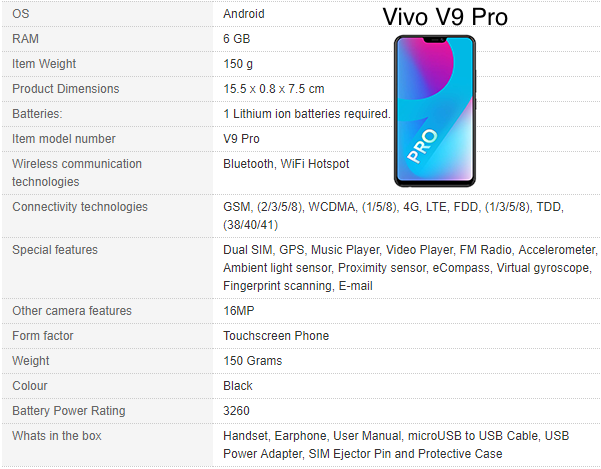 Vivo V9 Pro
OS Android
RAM 6 GB
Item Weight 150 g
Product Dimensions 15.5 x 0.8 x 7.5 cm
Batteries: 1 Lithium ion batteries required.
Item model number V9 Pro
Wireless communication Bluetooth, WiFi Hotspot
technologies
Connectivity technologies GSM, (2/3/5/8), WCDMA, (1/5/8), 4G, LTE, FDD, (1/3/5/8), TDD,
(38/40/41)
Special features Dual SIM, GPS, Music Player, Video Player, FM Radio, Accelerometer,
Ambient light sensor, Proximity sensor, eCompass, Virtual gyroscope,
Fingerprint scanning, E-mail
Other camera features 16MP
Form factor Touchscreen Phone
Weight 150 Grams
Colour Black
Battery Power Rating 3260
Whats in the box Handset, Earphone, User Manual, microUSB to USB Cable, USB
Power Adapter, SIM Ejector Pin and Protective Case
PRO